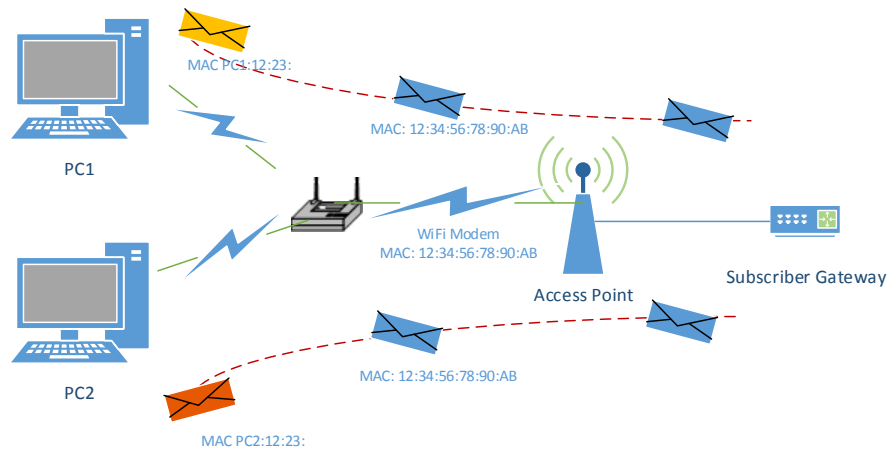 MAC PC1:12:23:
MAC: 12:34:56:78:90:AB
PC1
WiFi Modem
MAC: 12:34:56:78:90:AB
Subscriber Gateway
Access Point
MAC: 12:34:56:78:90:AB
PC2
MAC PC2:12:23: